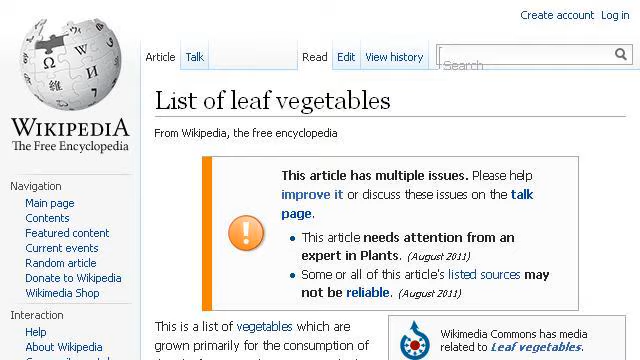 Create account Log in
Article Talk Read Edit View history Search
List of leaf vegetables
From Wikipedia, the free encyclopedia
WIKIPEDIA
The Free Encyclopedia
Navigation
Main page
Contents
Featured content
Current events
Random article
Donate to Wikipedia
Wikimedia Shop
Interaction
Help
About Wikipedia
This article has multiple issues. Please help
improve it or discuss these issues on the talk
page.
• This article needs attention from an
expert in Plants. (August 2011)
• Some or all of this article's listed sources may
not be reliable. (August 2011)
This is a list of vegetables which are
grown primarily for the consumption of
Wikimedia Commons has media
related to Leaf vegetables.